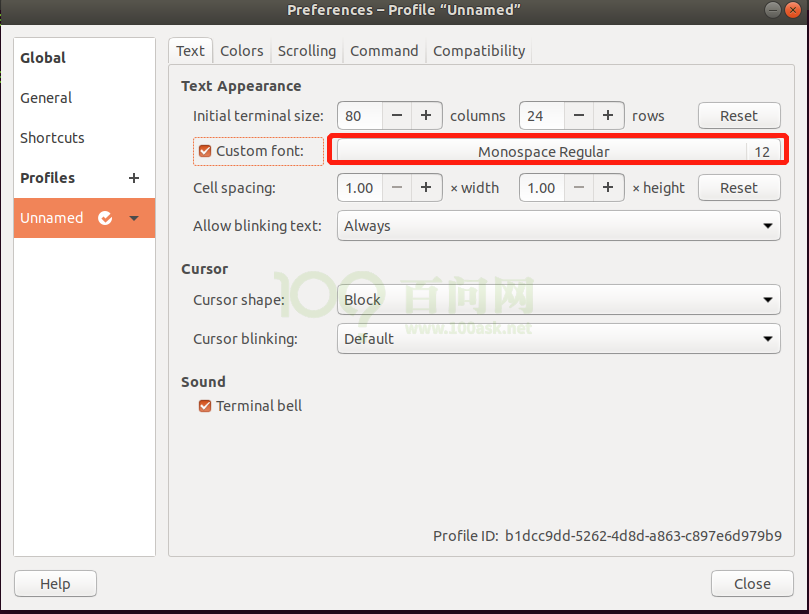 Preferences – Profile “Unnamed”
Global
General
Shortcuts
Profiles +
Unnamed
Text Colors Scrolling Command Compatibility
Text Appearance
Initial terminal size: 80 − + columns 24 − + rows Reset
Custom font: Monospace Regular 12
Cell spacing: 1.00 − + × width 1.00 − + × height Reset
Allow blinking text: Always
Cursor
Cursor shape: Block
Cursor blinking: Default
Sound
Terminal bell
Profile ID: b1dcc9dd-5262-4d8d-a863-c897e6d979b9
Help Close
100 百问网
www.100ask.net